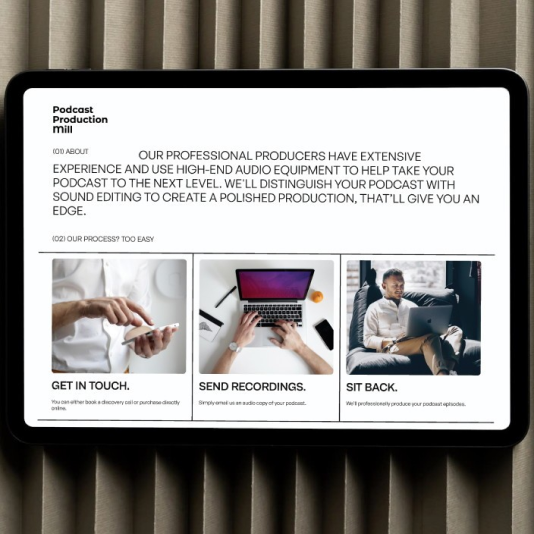 Podcast
Production
Mill
(01) ABOUT
OUR PROFESSIONAL PRODUCERS HAVE EXTENSIVE
EXPERIENCE AND USE HIGH-END AUDIO EQUIPMENT TO HELP TAKE YOUR
PODCAST TO THE NEXT LEVEL. WE'LL DISTINGUISH YOUR PODCAST WITH
SOUND EDITING TO CREATE A POLISHED PRODUCTION, THAT'LL GIVE YOU AN
EDGE.
(02) OUR PROCESS? TOO EASY
GET IN TOUCH.
You can either book a discovery call or purchase directly
online.
SEND RECORDINGS.
Simply email us an audio copy of your podcast.
SIT BACK.
We'll professionally produce your podcast episodes.